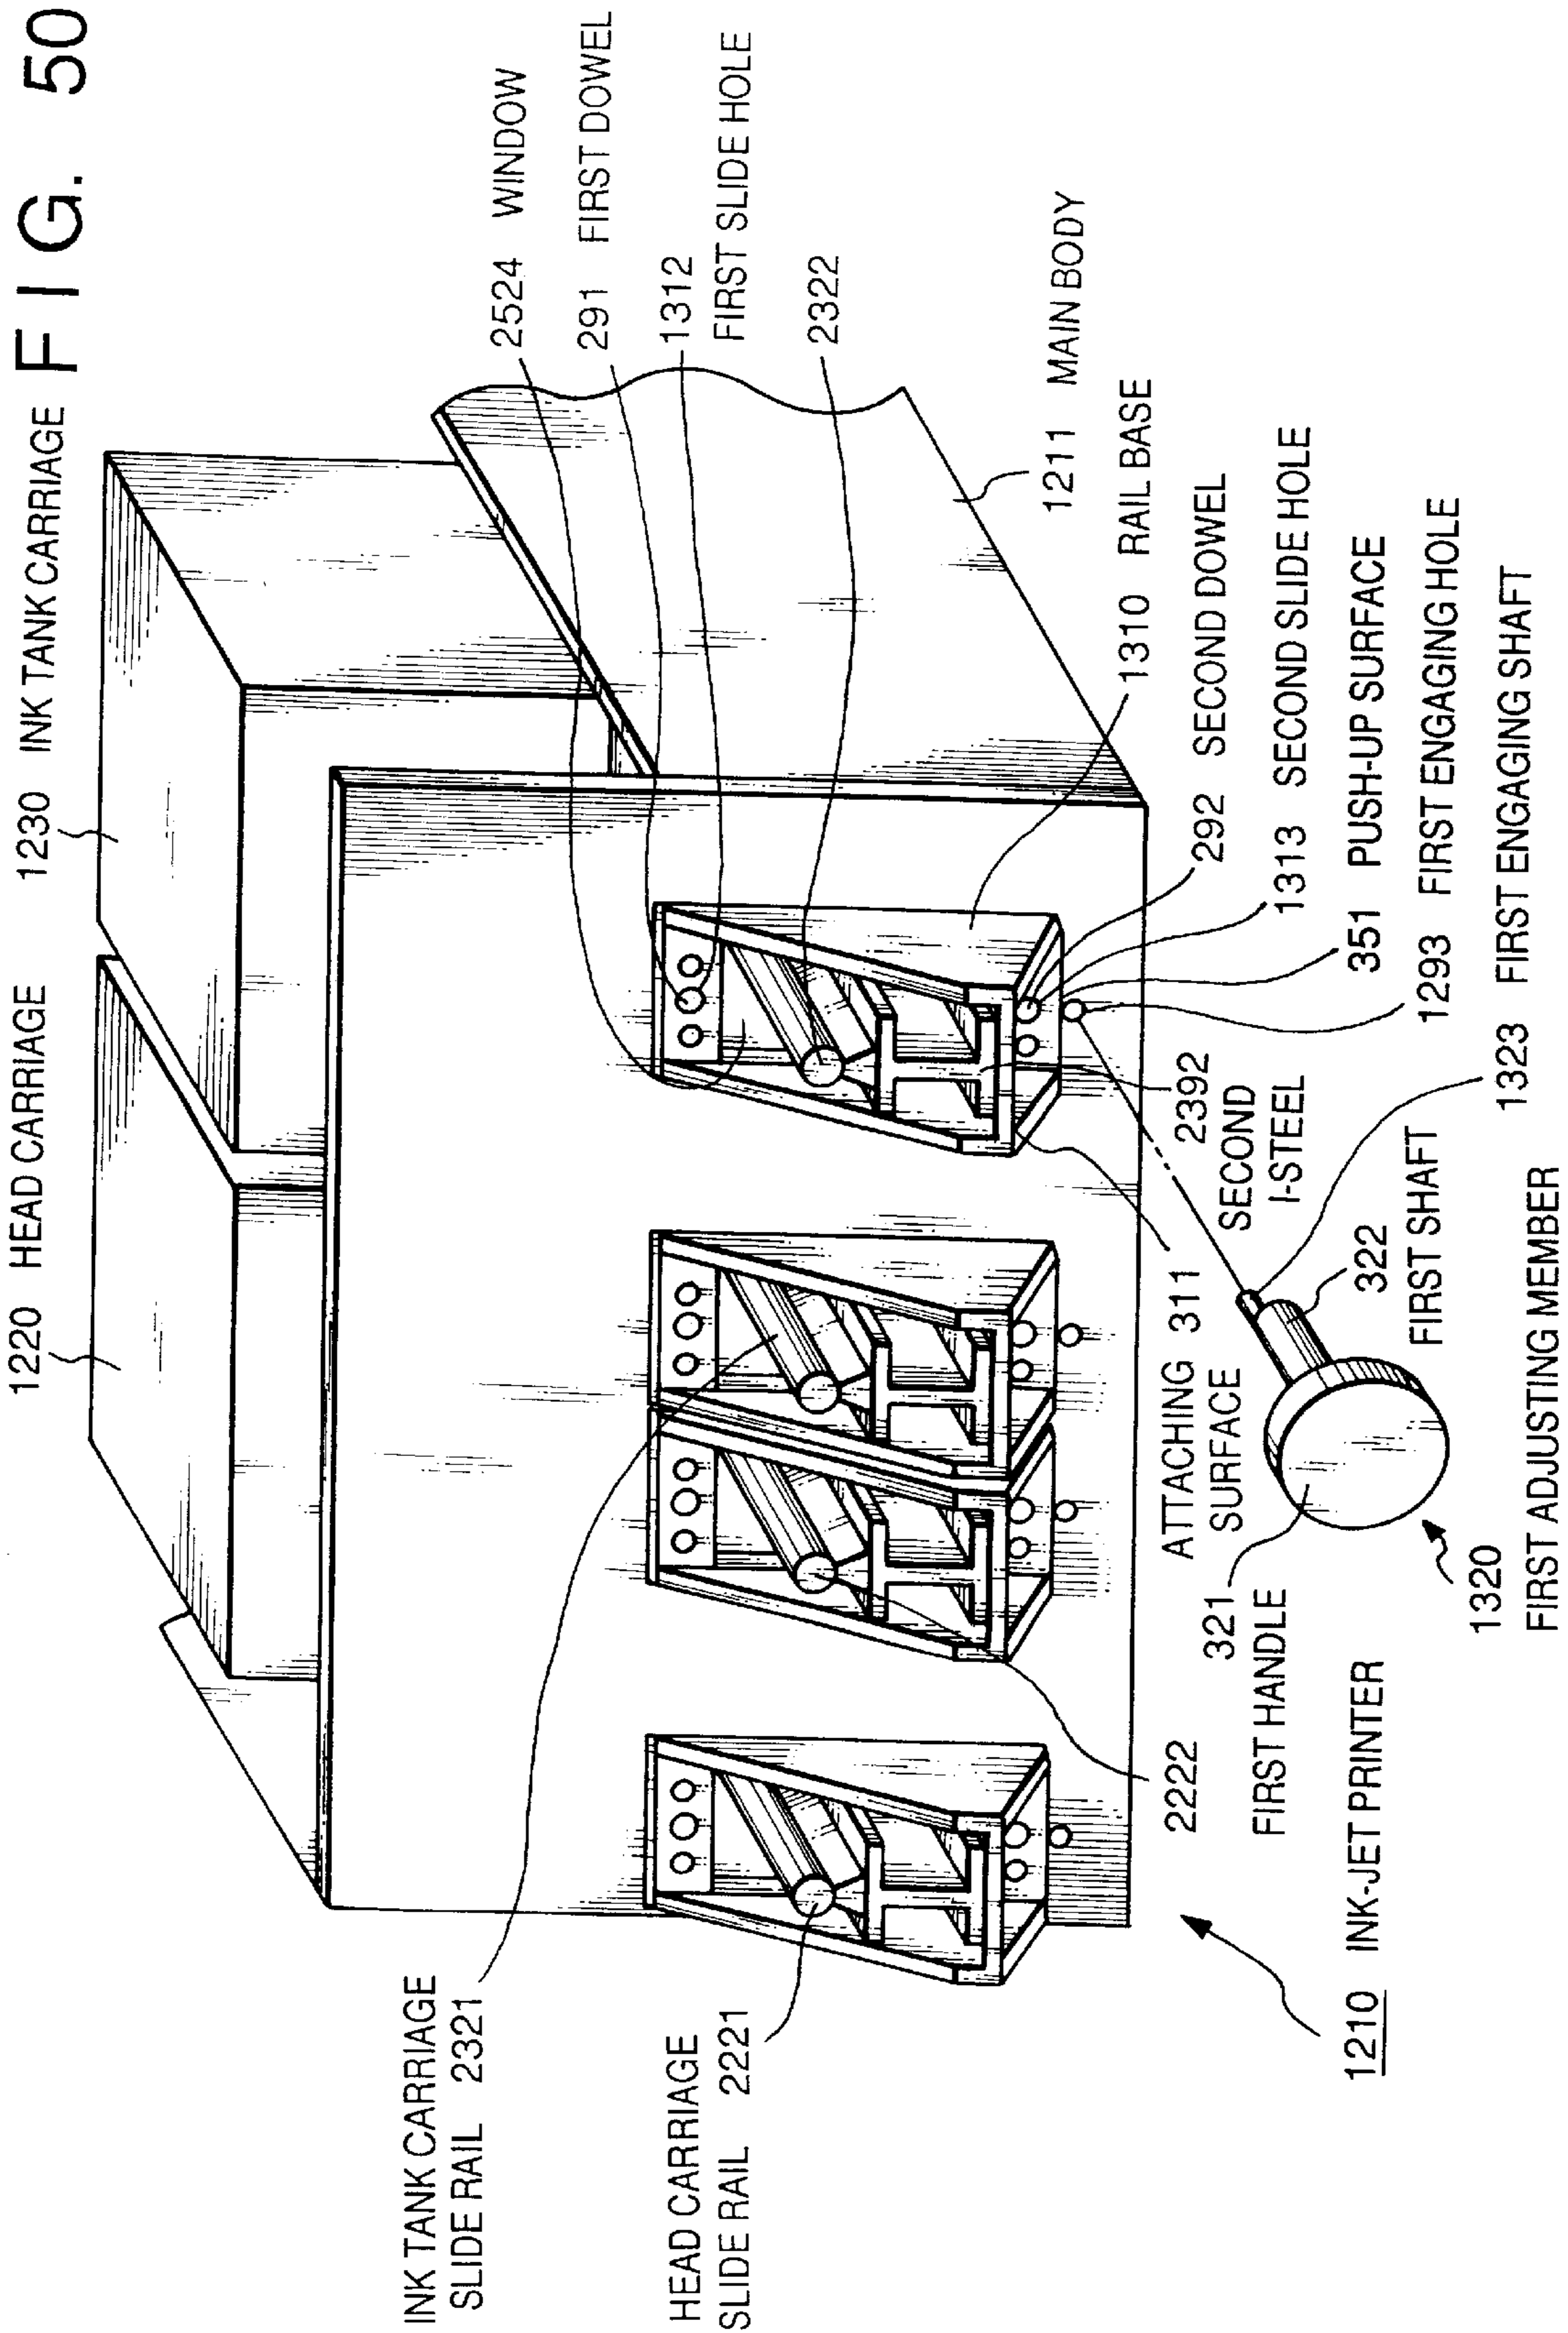 FIG. 50
1220 HEAD CARRIAGE
1230 INK TANK CARRIAGE
2524 WINDOW
291 FIRST DOWEL
1312
FIRST SLIDE HOLE
2322
1211 MAIN BODY
1310 RAIL BASE
292 SECOND DOWEL
1313 SECOND SLIDE HOLE
351 PUSH-UP SURFACE
1293 FIRST ENGAGING HOLE
1323 FIRST ENGAGING SHAFT
INK TANK CARRIAGE
SLIDE RAIL 2321
HEAD CARRIAGE
SLIDE RAIL 2221
2392
SECOND
I-STEEL
ATTACHING 311
SURFACE
322
FIRST SHAFT
2222
321
FIRST HANDLE
1320
FIRST ADJUSTING MEMBER
1210 INK-JET PRINTER